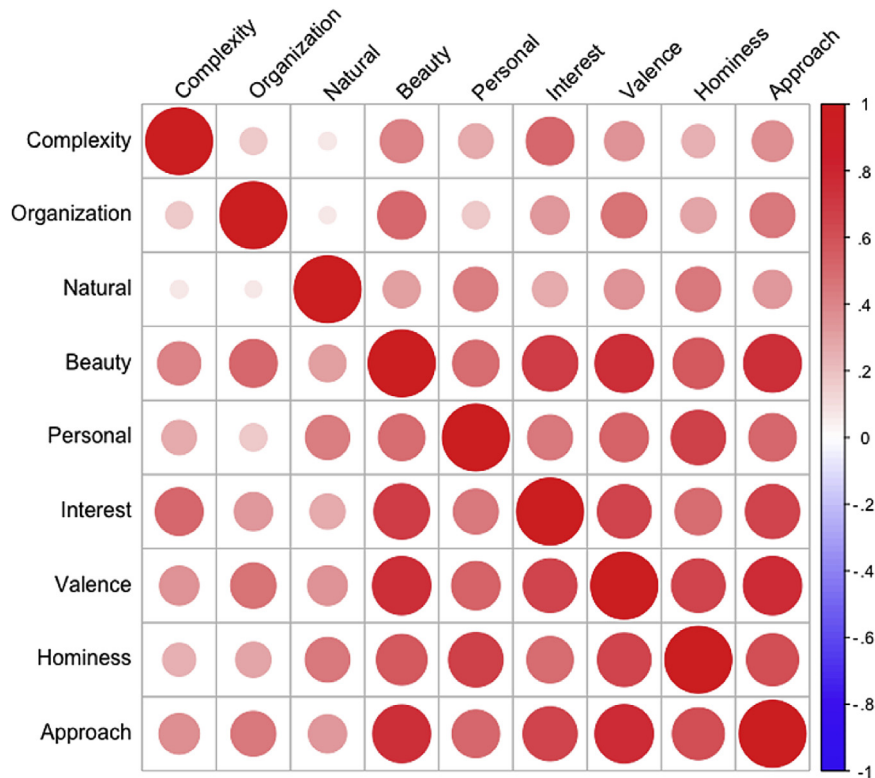 Complexity
Organization
Natural
Beauty
Personal
Interest
Valence
Hominess
Approach
Complexity
Organization
Natural
Beauty
Personal
Interest
Valence
Hominess
Approach
1
.8
.6
.4
.2
0
-.2
-.4
-.6
-.8
-1